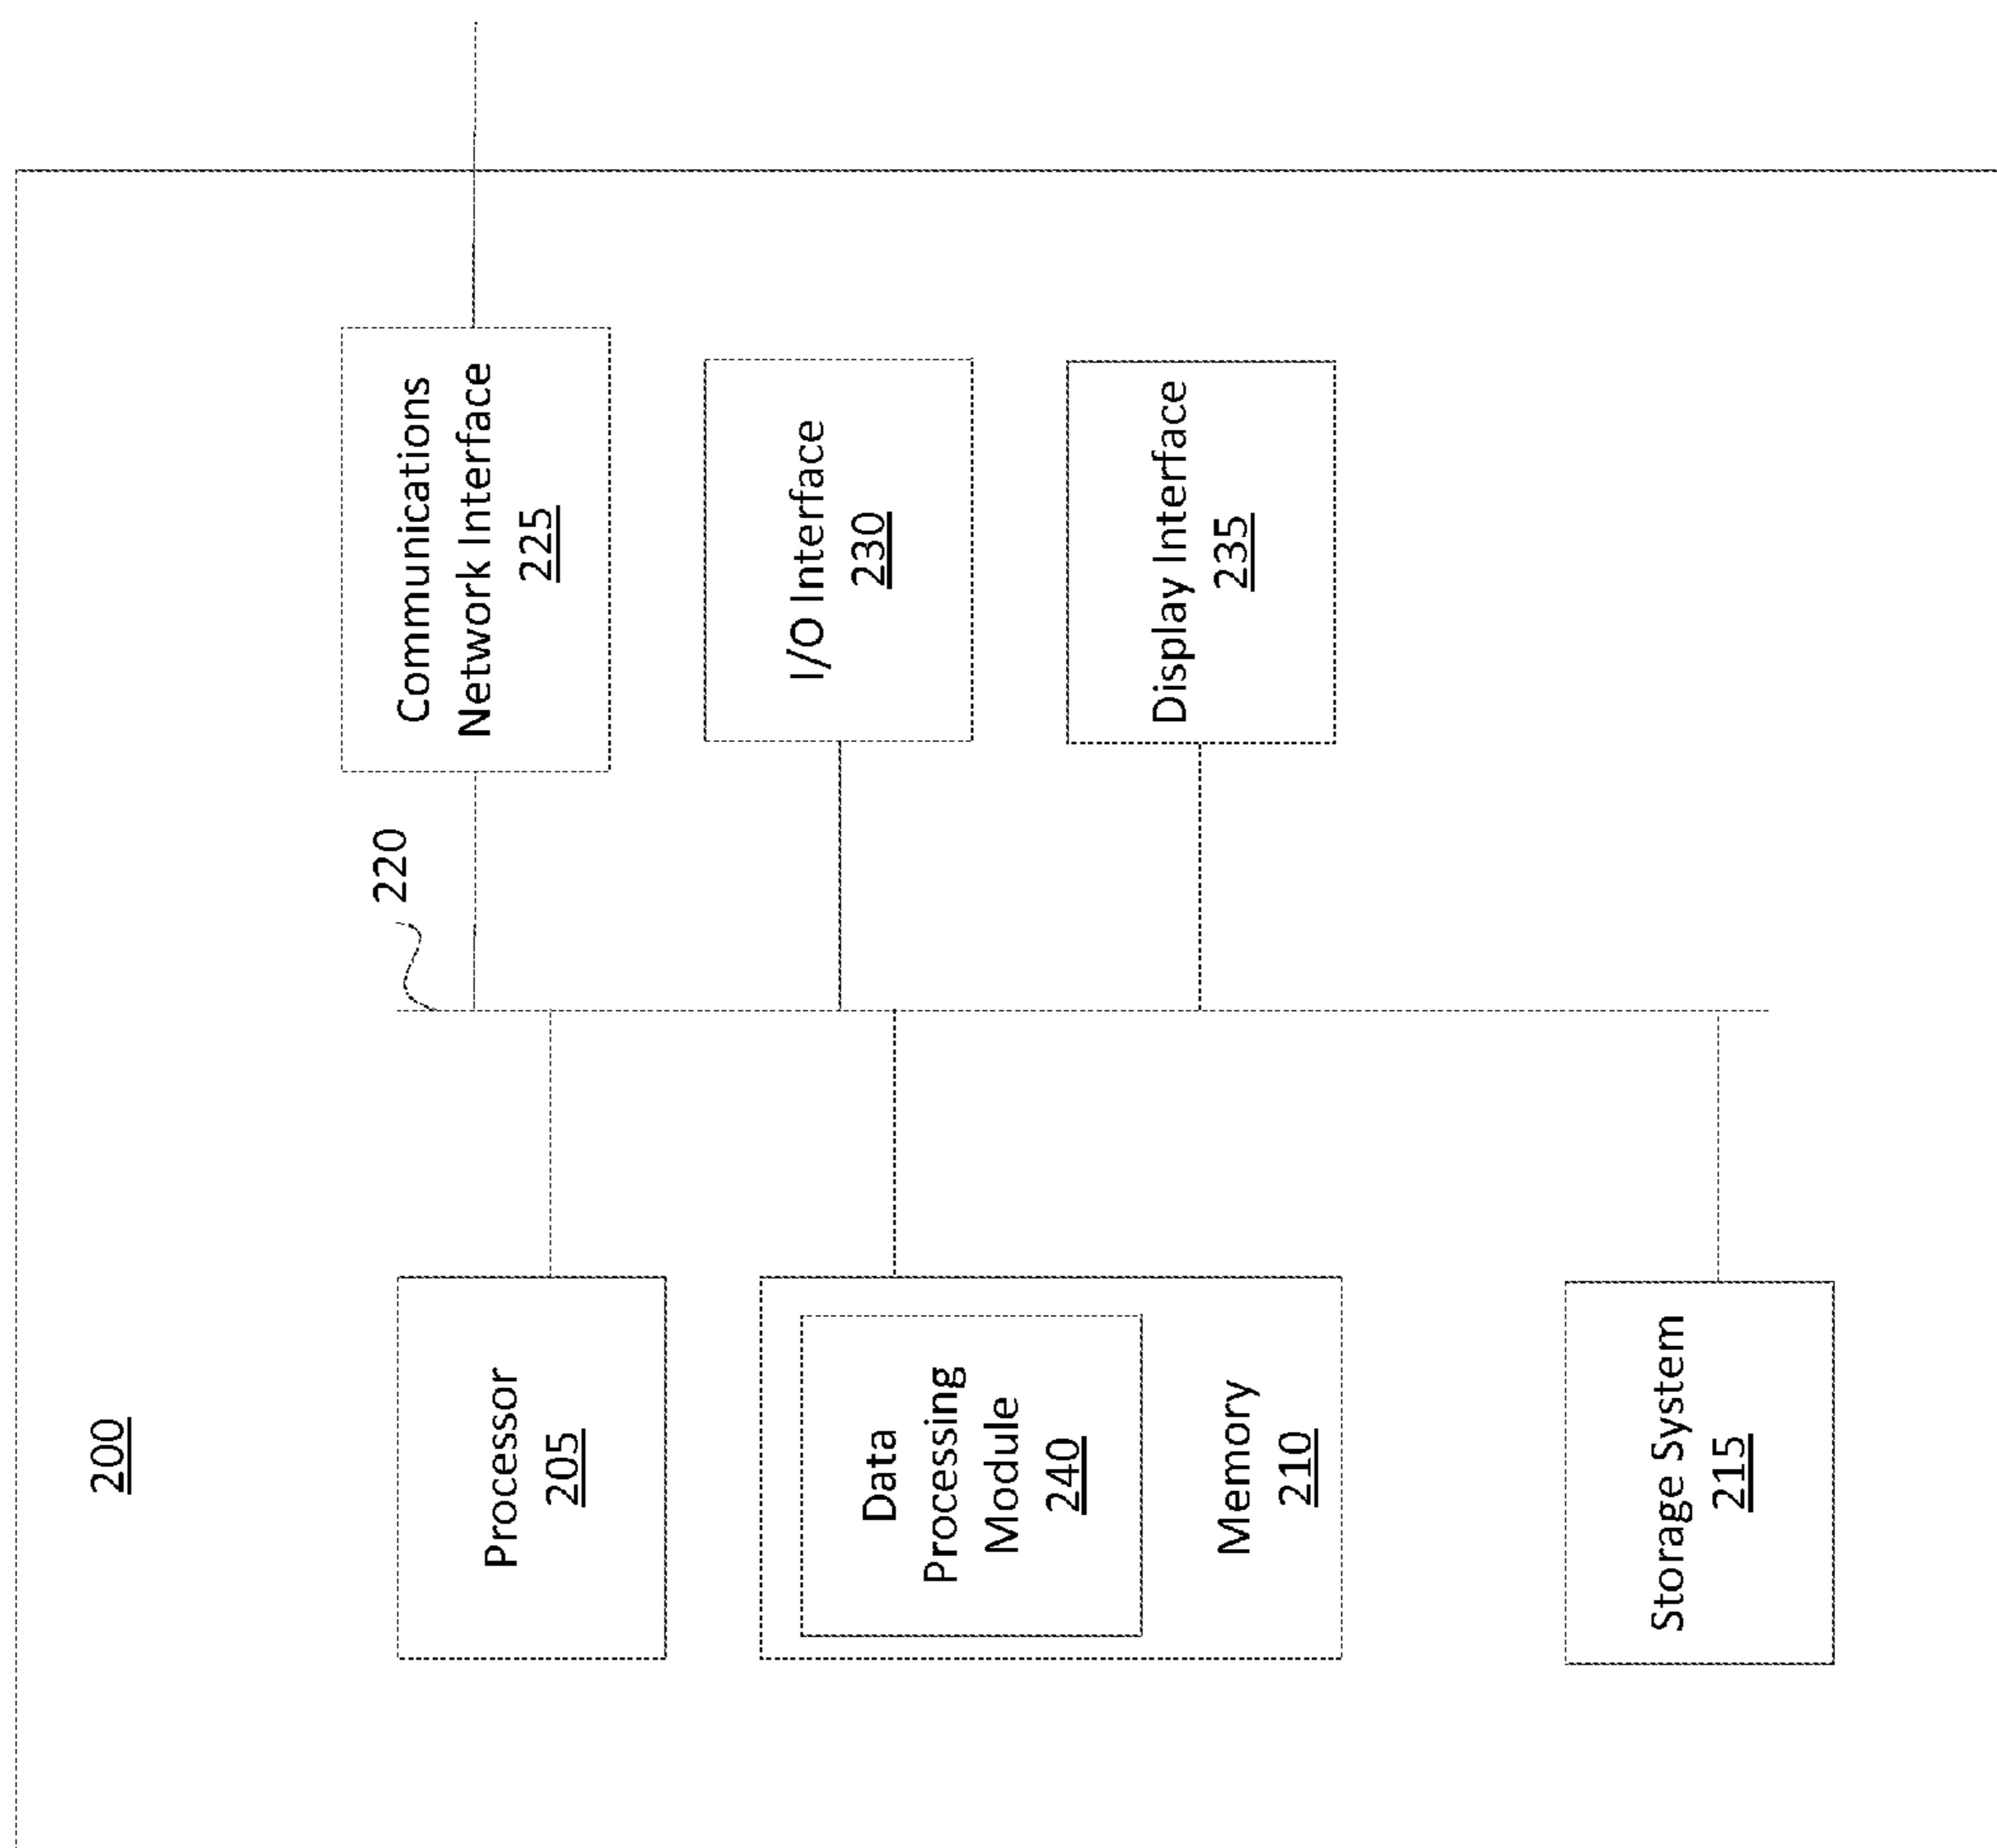 200
Processor
205
Data
Processing
Module
240
Memory
210
Storage System
215
220
Communications
Network Interface
225
I/O Interface
230
Display Interface
235